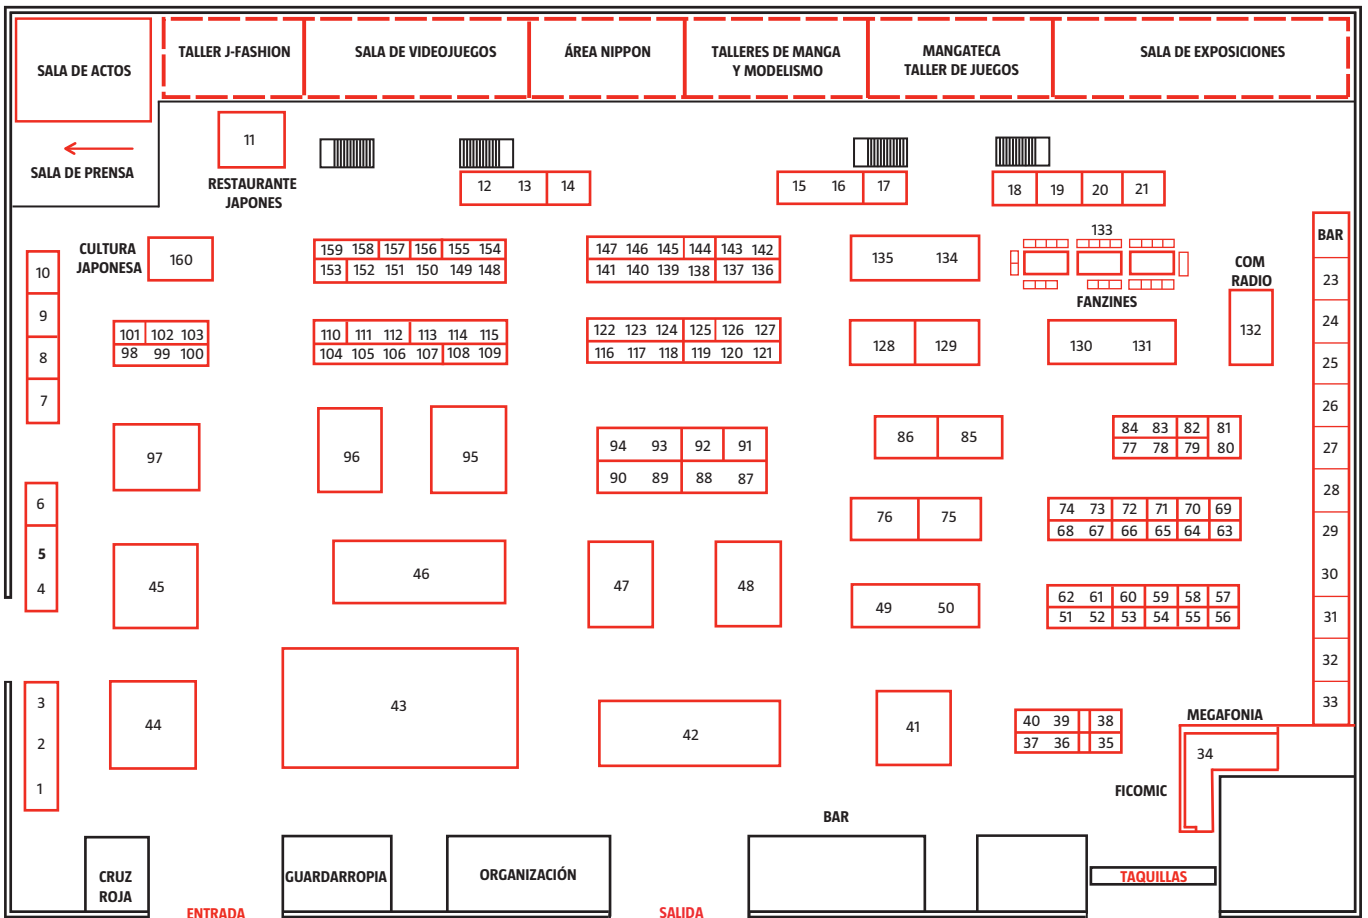 TALLER J-FASHION
SALA DE VIDEOJUEGOS
ÁREA NIPPON
TALLERES DE MANGA
Y MODELISMO
MANGATECA
TALLER DE JUEGOS
SALA DE EXPOSICIONES
SALA DE ACTOS
SALA DE PRENSA
11
RESTAURANTE
JAPONES
12 13 14
15 16 17
18 19 20 21
CULTURA
JAPONESA
160
159 158 157 156 155 154
153 152 151 150 149 148
147 146 145 144 143 142
141 140 139 138 137 136
135 134
133
FANZINES
COM
RADIO
132
BAR
23
24
25
26
27
28
29
30
31
32
33
10
9
8
7
101 102 103
98 99 100
110 111 112 113 114 115
104 105 106 107 108 109
122 123 124 125 126 127
116 117 118 119 120 121
128 129
130 131
97
96
95
94 93 92 91
90 89 88 87
86 85
84 83 82 81
77 78 79 80
6
5
4
76 75
74 73 72 71 70 69
68 67 66 65 64 63
45
46
47
48
49 50
62 61 60 59 58 57
51 52 53 54 55 56
3
2
1
44
43
42
41
40 39 38
37 36 35
MEGAFONIA
34
FICOMIC
BAR
CRUZ
ROJA
GUARDARROPIA
ORGANIZACIÓN
TAQUILLAS
ENTRADA
SALIDA